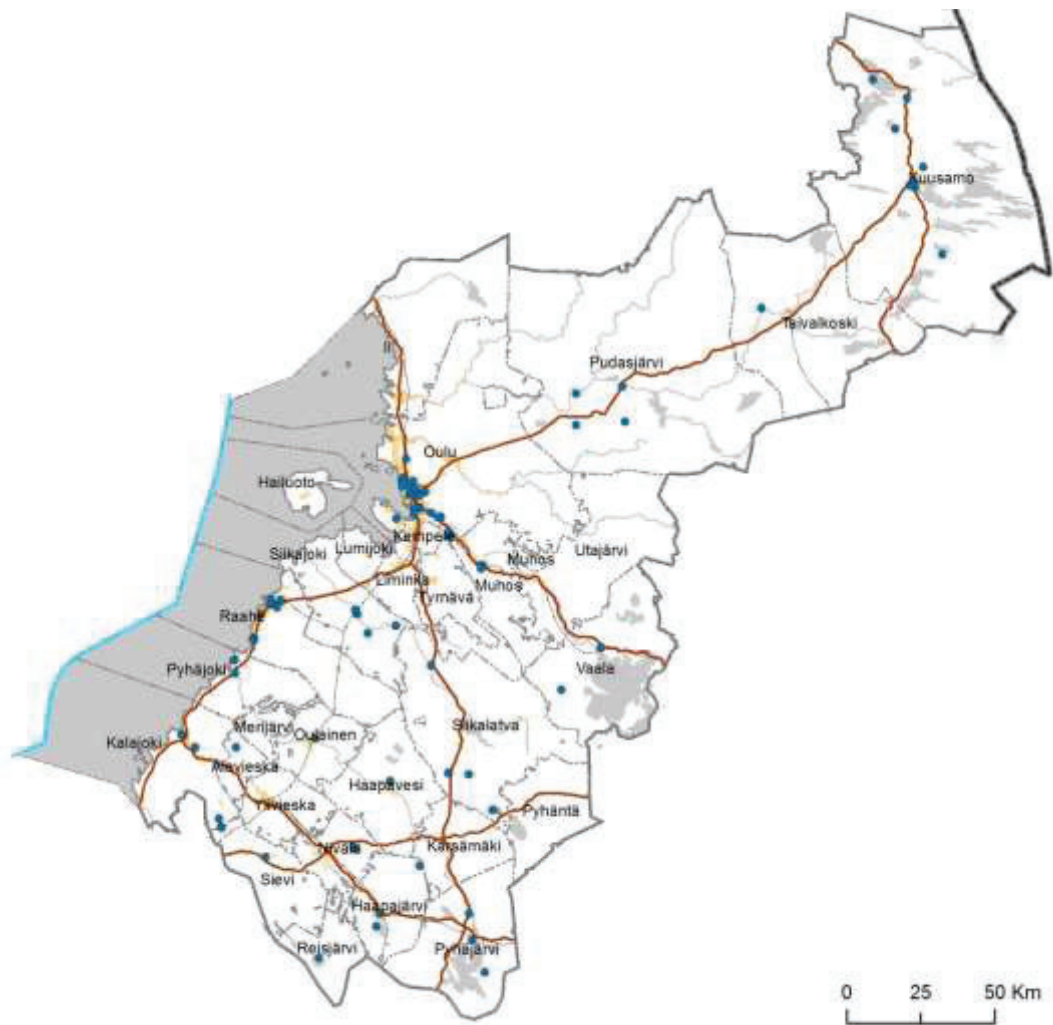 Kuusamo
Taivalkoski
Pudasjärvi
Ii
Oulu
Hailuoto
Kempele
Lumijoki
Siikajoki
Utajärvi
Muhos
Liminka
Muhos
Tyrnävä
Raahe
Vaala
Pyhäjoki
Siikalatva
Merijärvi
Oulainen
Kalajoki
Alavieska
Haapavesi
Ylivieska
Pyhäntä
Nivala
Kärsämäki
Sievi
Haapajärvi
Reisjärvi
Pyhäjärvi
0 25 50 Km